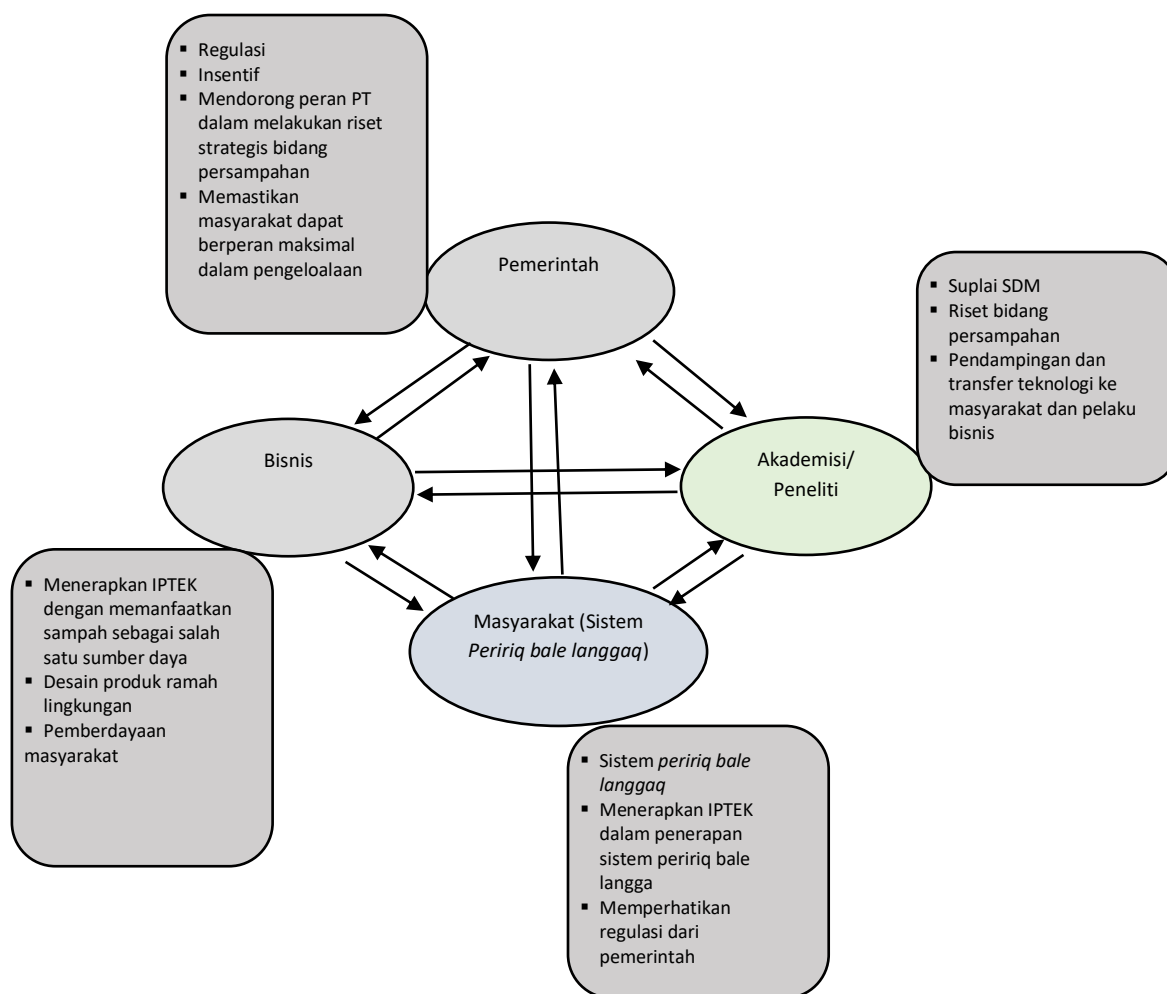 ▪ Regulasi
▪ Insentif
▪ Mendorong peran PT
dalam melakukan riset
strategis bidang
persampahan
▪ Memastikan
masyarakat dapat
berperan maksimal
dalam pengeloalaan
Pemerintah
▪ Suplai SDM
▪ Riset bidang
persampahan
▪ Pendampingan dan
transfer teknologi ke
masyarakat dan pelaku
bisnis
Bisnis
Akademisi/
Peneliti
▪ Menerapkan IPTEK
dengan memanfaatkan
sampah sebagai salah
satu sumber daya
▪ Desain produk ramah
lingkungan
▪ Pemberdayaan
masyarakat
Masyarakat (Sistem
Peririq bale langgaq)
▪ Sistem peririq bale
langgaq
▪ Menerapkan IPTEK
dalam penerapan
sistem peririq bale
langga
▪ Memperhatikan
regulasi dari
pemerintah